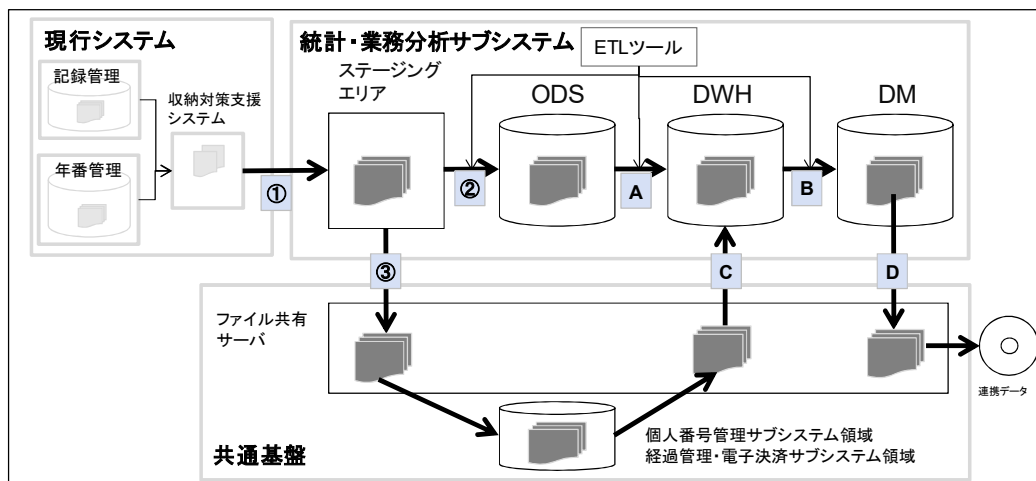 現行システム
統計・業務分析サブシステム
ETLツール
記録管理
収納対策支援
システム
年番管理
ステージング
エリア
ODS
DWH
DM
①
②
A
B
③
C
D
ファイル共有
サーバ
連携データ
個人番号管理サブシステム領域
経過管理・電子決済サブシステム領域
共通基盤